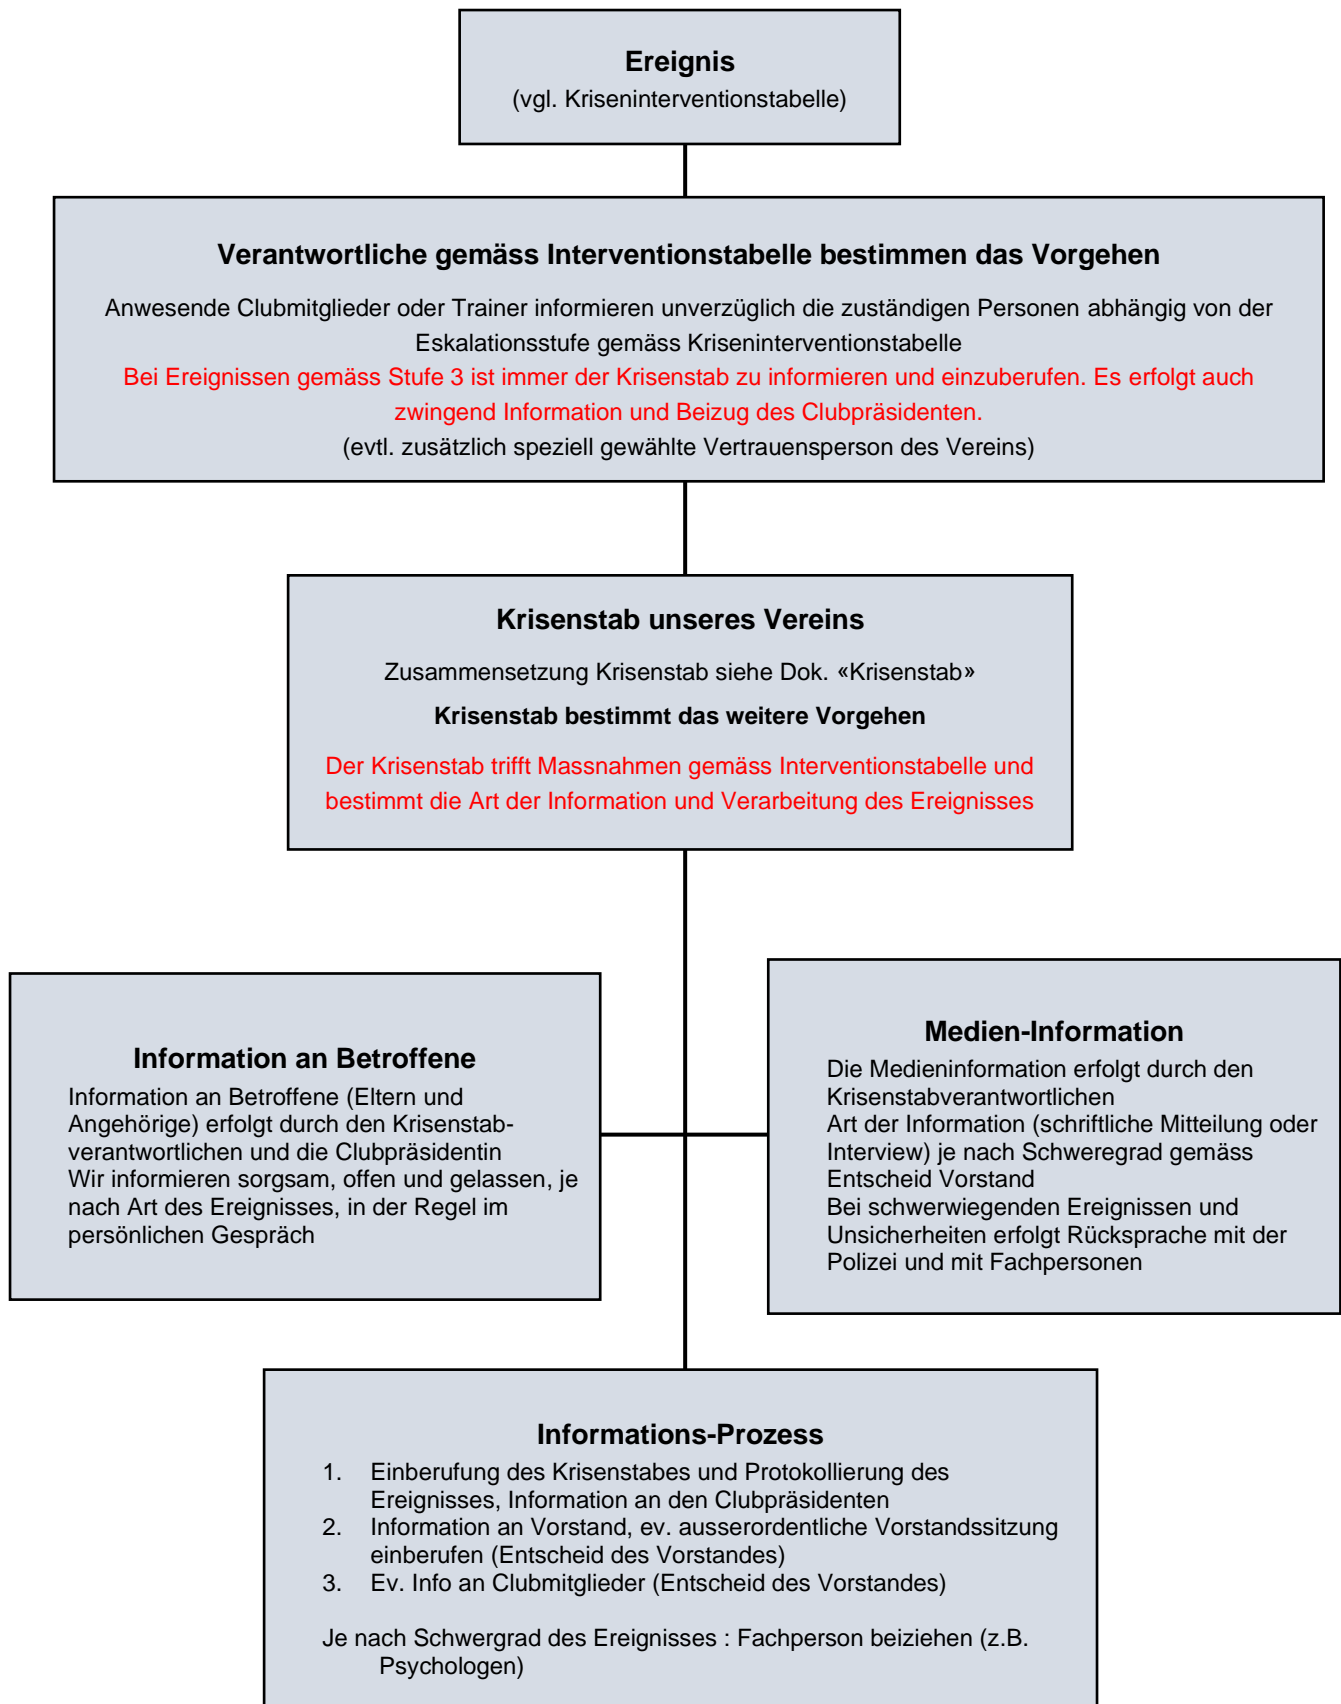 Ereignis
(vgl. Kriseninterventionstabelle)
Verantwortliche gemäss Interventionstabelle bestimmen das Vorgehen
Anwesende Clubmitglieder oder Trainer informieren unverzüglich die zuständigen Personen abhängig von der
Eskalationsstufe gemäss Kriseninterventionstabelle
Bei Ereignissen gemäss Stufe 3 ist immer der Krisenstab zu informieren und einzuberufen. Es erfolgt auch
zwingend Information und Beizug des Clubpräsidenten.
(evtl. zusätzlich speziell gewählte Vertrauensperson des Vereins)
Krisenstab unseres Vereins
Zusammensetzung Krisenstab siehe Dok. «Krisenstab»
Krisenstab bestimmt das weitere Vorgehen
Der Krisenstab trifft Massnahmen gemäss Interventionstabelle und
bestimmt die Art der Information und Verarbeitung des Ereignisses
Information an Betroffene
Information an Betroffene (Eltern und
Angehörige) erfolgt durch den Krisenstab-
verantwortlichen und die Clubpräsidentin
Wir informieren sorgsam, offen und gelassen, je
nach Art des Ereignisses, in der Regel im
persönlichen Gespräch
Medien-Information
Die Medieninformation erfolgt durch den
Krisenstabverantwortlichen
Art der Information (schriftliche Mitteilung oder
Interview) je nach Schweregrad gemäss
Entscheid Vorstand
Bei schwerwiegenden Ereignissen und
Unsicherheiten erfolgt Rücksprache mit der
Polizei und mit Fachpersonen
Informations-Prozess
1. Einberufung des Krisenstabes und Protokollierung des
Ereignisses, Information an den Clubpräsidenten
2. Information an Vorstand, ev. ausserordentliche Vorstandssitzung
einberufen (Entscheid des Vorstandes)
3. Ev. Info an Clubmitglieder (Entscheid des Vorstandes)
Je nach Schwergrad des Ereignisses : Fachperson beiziehen (z.B.
Psychologen)